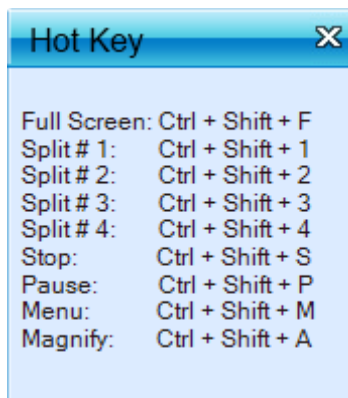 Hot Key
Full Screen: Ctrl + Shift + F
Split # 1: Ctrl + Shift + 1
Split # 2: Ctrl + Shift + 2
Split # 3: Ctrl + Shift + 3
Split # 4: Ctrl + Shift + 4
Stop: Ctrl + Shift + S
Pause: Ctrl + Shift + P
Menu: Ctrl + Shift + M
Magnify: Ctrl + Shift + A